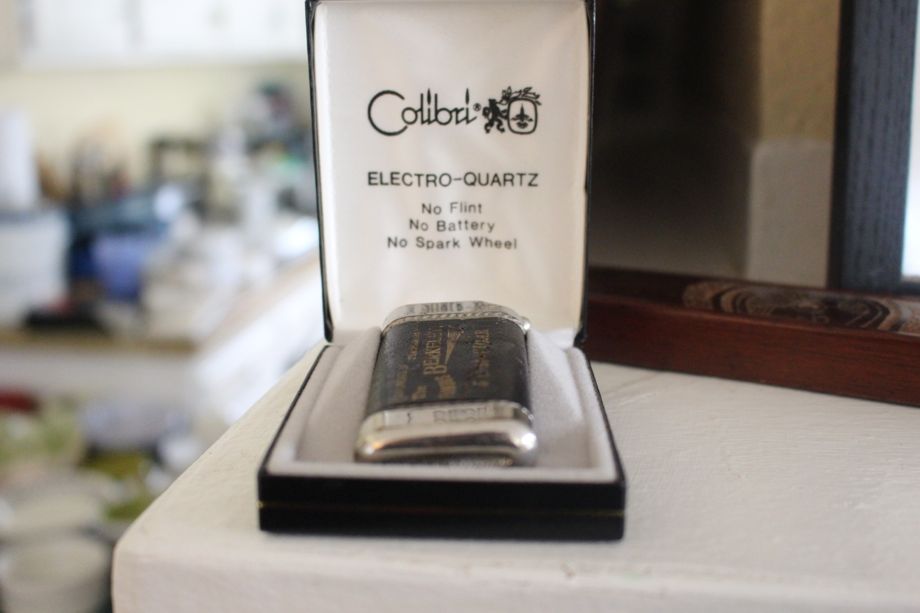 Colibri®
ELECTRO-QUARTZ
No Flint
No Battery
No Spark Wheel